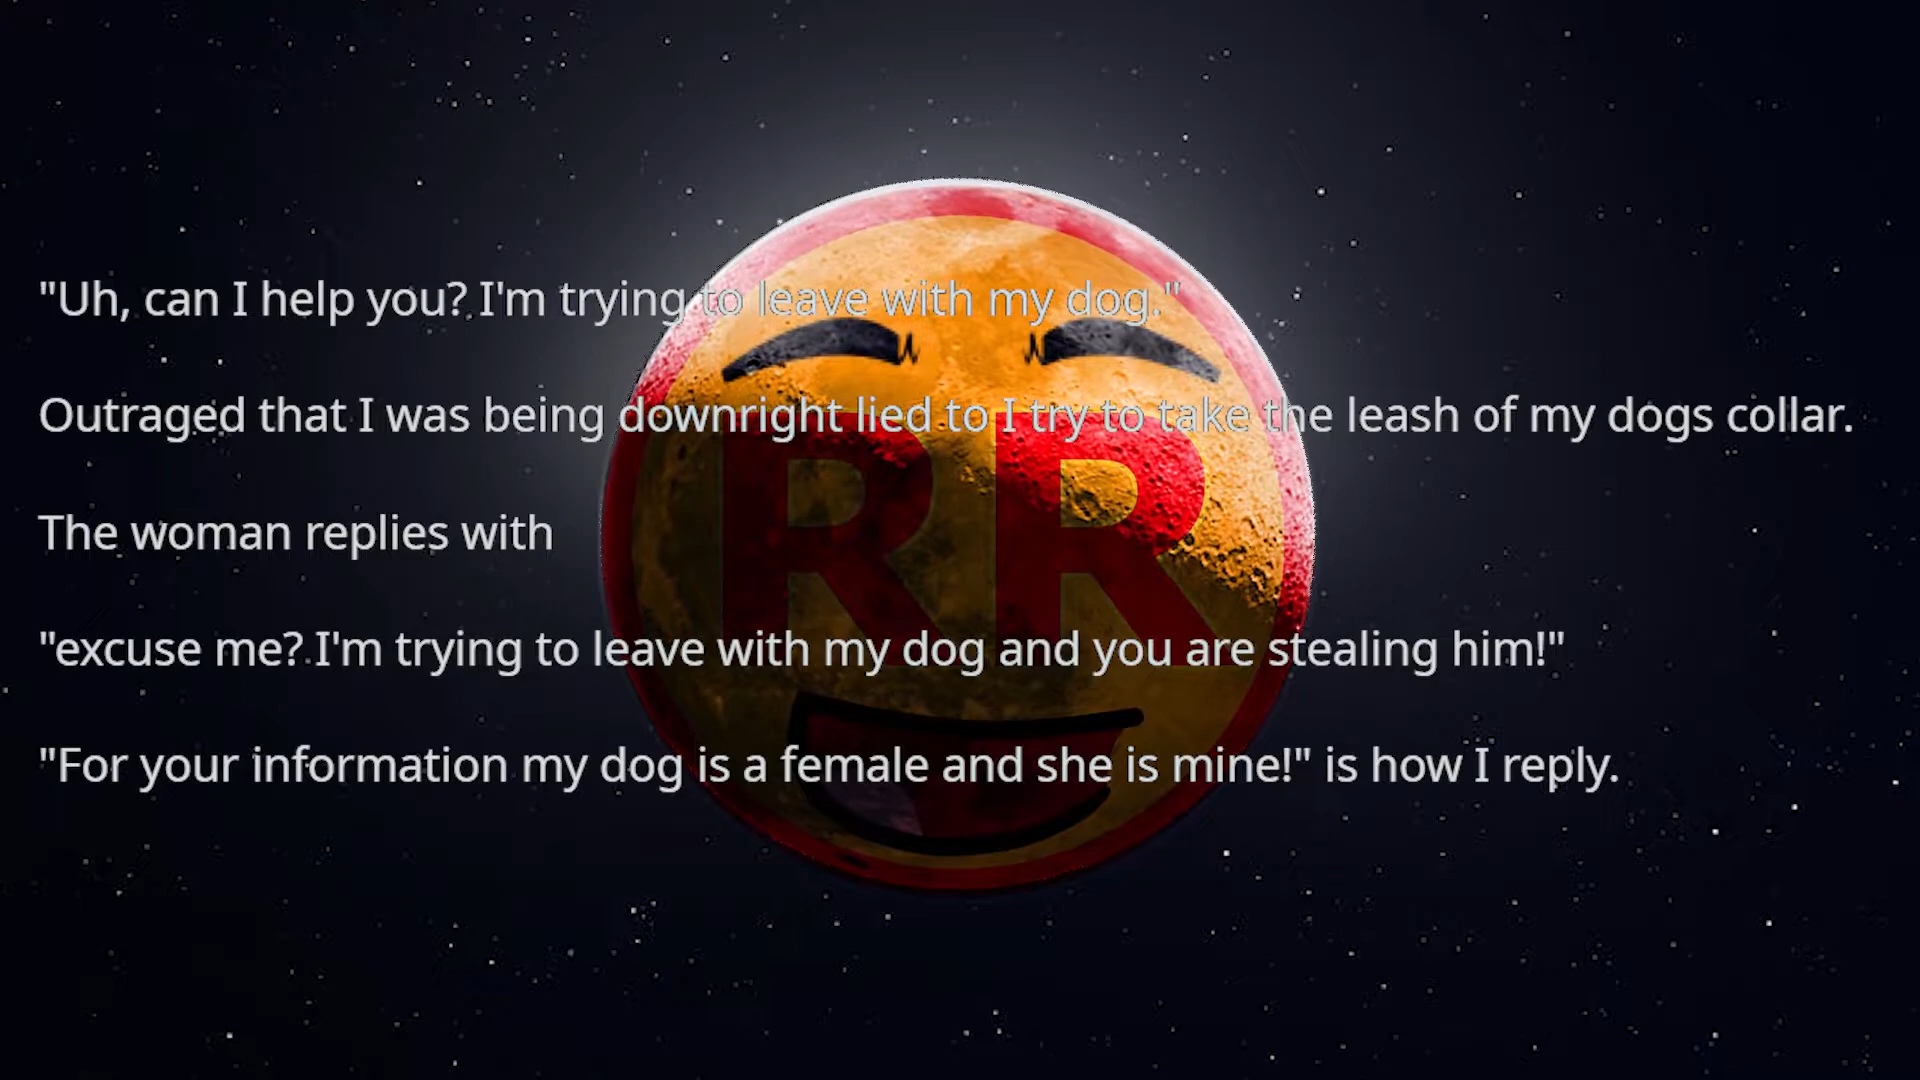 "Uh, can I help you? I'm trying to leave with my dog."
Outraged that I was being downright lied to I try to take the leash of my dogs collar.
RR
The woman replies with
"excuse me? I'm trying to leave with my dog and you are stealing him!"
"For your information my dog is a female and she is mine!" is how I reply.